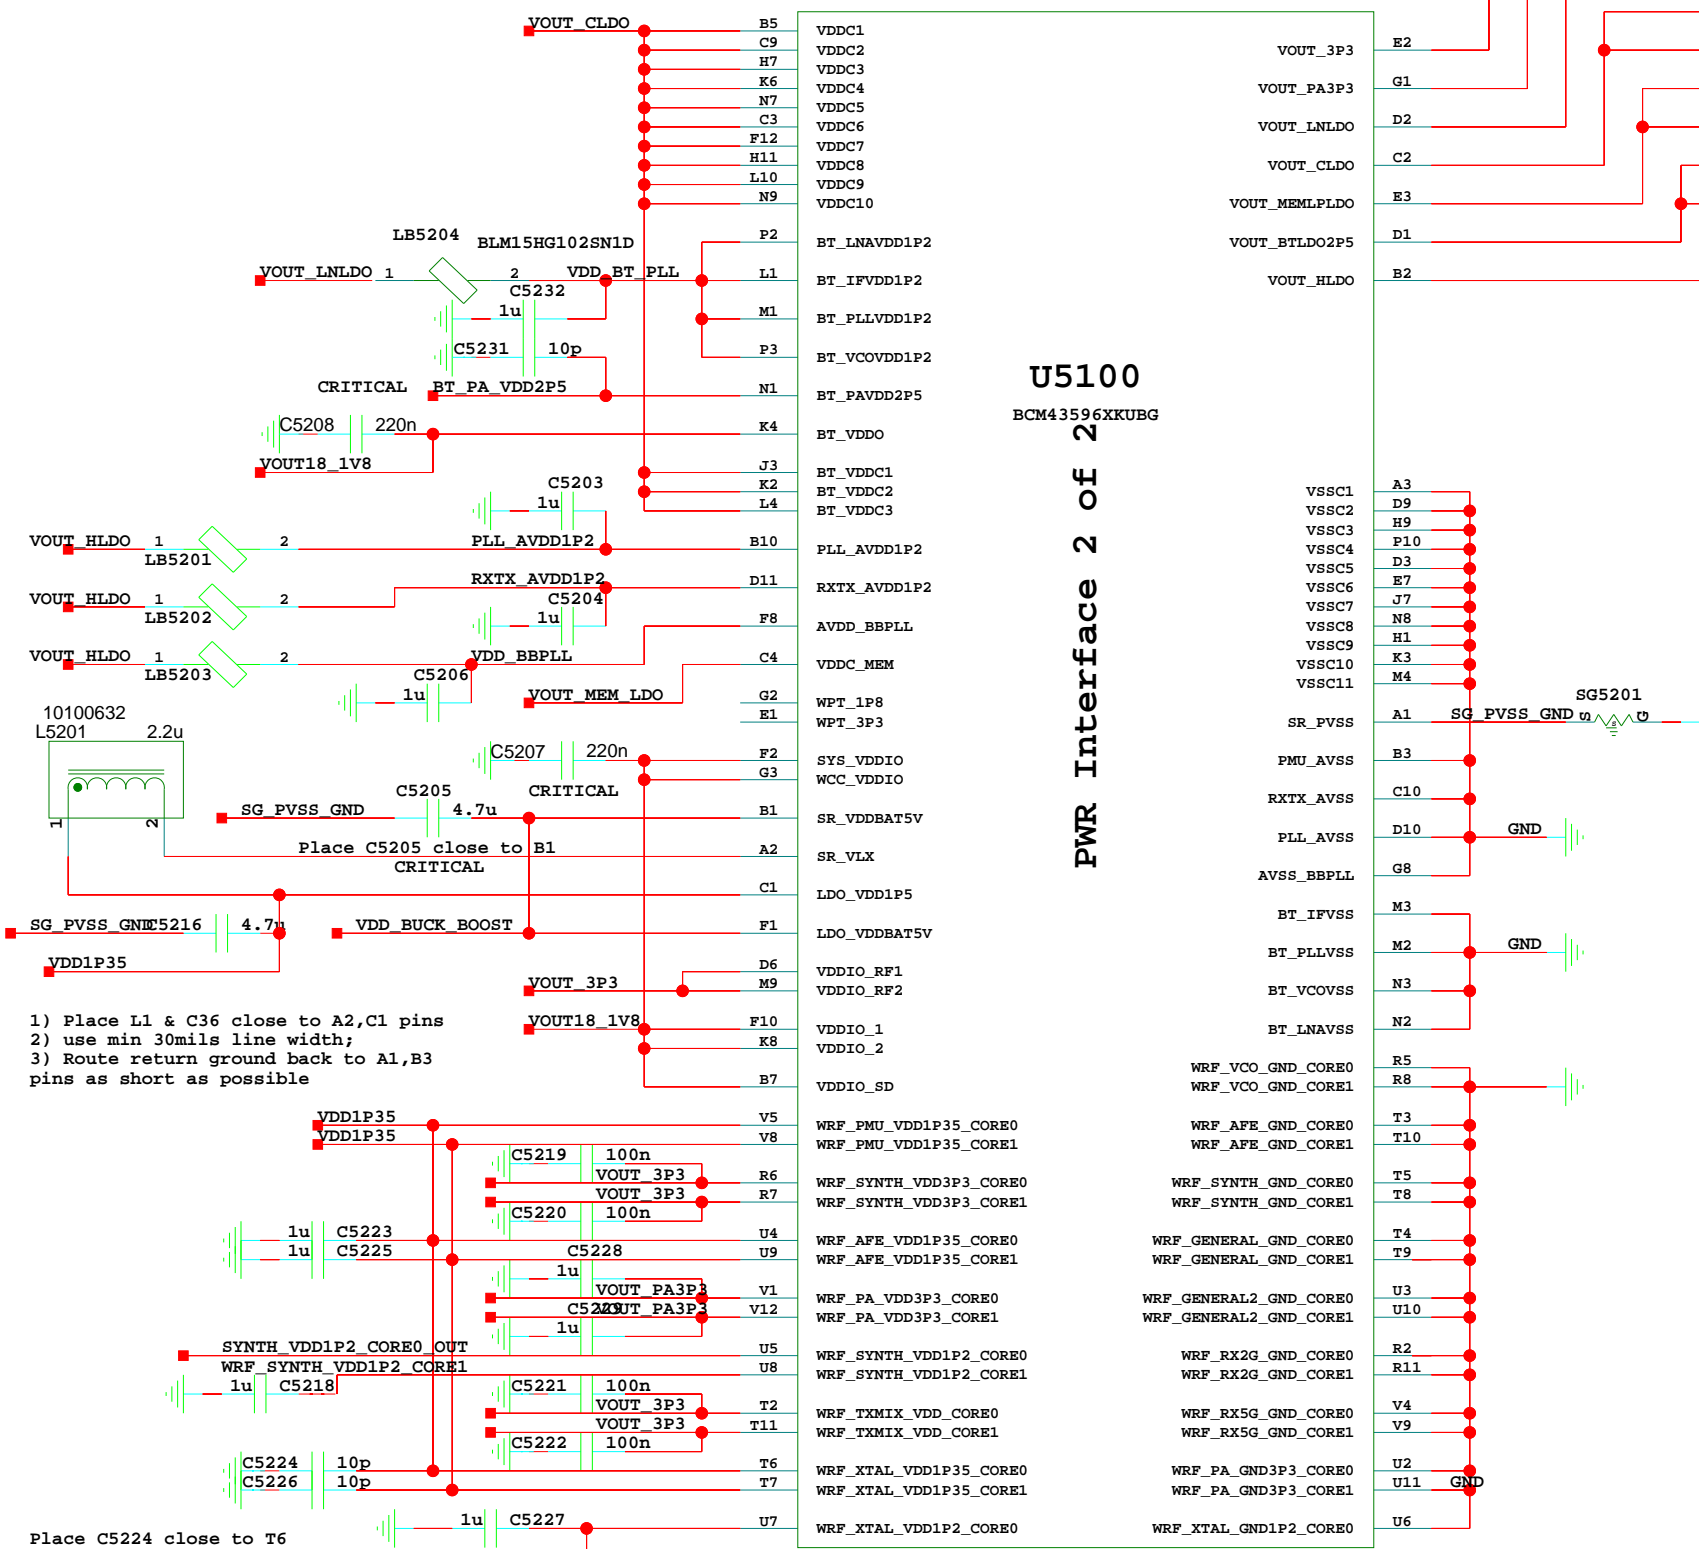 VOUT_CLDO B5 VDDC1
C9 VDDC2 VOUT_3P3 E2
H7 VDDC3
K6 VDDC4 VOUT_PA3P3 G1
N7 VDDC5
C3 VDDC6 VOUT_LNLDO D2
F12 VDDC7
H11 VDDC8 VOUT_CLDO C2
L10 VDDC9
N9 VDDC10 VOUT_MEMLPLDO E3
LB5204 BLM15HG102SN1D P2 BT_LNAVDD1P2 VOUT_BTLDO2P5 D1
VOUT_LNLDO 1 2 VDD_BT_PLL L1 BT_IFVDD1P2 VOUT_HLDO B2
C5232
1u M1 BT_PLLVDD1P2
C5231 10p P3 BT_VCOVDD1P2
U5100
CRITICAL BT_PA_VDD2P5 N1 BT_PAVDD2P5
BCM43596XKUBG
PWR Interface 2 of 2
C5208 220n K4 BT_VDDO
VOUT18_1V8 J3 BT_VDDC1
C5203 K2 BT_VDDC2 VSSC1 A3
1u L4 BT_VDDC3 VSSC2 D9
VSSC3 H9
VOUT_HLDO 1 2 PLL_AVDD1P2 B10 PLL_AVDD1P2 VSSC4 P10
LB5201 VSSC5 D3
RXTX_AVDD1P2 D11 RXTX_AVDD1P2 VSSC6 E7
VOUT_HLDO 1 2 C5204 VSSC7 J7
LB5202 1u F8 AVDD_BBPLL VSSC8 N8
VSSC9 H1
VOUT_HLDO 1 2 VDD_BBPLL C4 VDDC_MEM VSSC10 K3
LB5203 C5206 VSSC11 M4
1u VOUT_MEM_LDO G2 WPT_1P8 SG5201
10100632 E1 WPT_3P3 SR_PVSS A1 SG_PVSS_GND S s G
L5201 2.2u
C5207 220n F2 SYS_VDDIO PMU_AVSS B3
G3 WCC_VDDIO
CRITICAL RXTX_AVSS C10
SG_PVSS_GND C5205 4.7u B1 SR_VDDBAT5V
1 2 PLL_AVSS D10 GND
Place C5205 close to B1 A2 SR_VLX
CRITICAL AVSS_BBPLL G8
C1 LDO_VDD1P5
BT_IFVSS M3
SG_PVSS_GND C5216 4.7u VDD_BUCK_BOOST F1 LDO_VDDBAT5V
BT_PLLVSS M2 GND
VDD1P35 D6 VDDIO_RF1
VOUT_3P3 M9 VDDIO_RF2 BT_VCOVSS N3
1) Place L1 & C36 close to A2,C1 pins
VOUT18_1V8 F10 VDDIO_1 BT_LNAVSS N2
2) use min 30mils line width;
K8 VDDIO_2
3) Route return ground back to A1,B3
pins as short as possible
WRF_VCO_GND_CORE0 R5
B7 VDDIO_SD WRF_VCO_GND_CORE1 R8
VDD1P35 V5 WRF_PMU_VDD1P35_CORE0 WRF_AFE_GND_CORE0 T3
VDD1P35 V8 WRF_PMU_VDD1P35_CORE1 WRF_AFE_GND_CORE1 T10
C5219 100n
VOUT_3P3 R6 WRF_SYNTH_VDD3P3_CORE0 WRF_SYNTH_GND_CORE0 T5
VOUT_3P3 R7 WRF_SYNTH_VDD3P3_CORE1 WRF_SYNTH_GND_CORE1 T8
C5220 100n
1u C5223 U4 WRF_AFE_VDD1P35_CORE0 WRF_GENERAL_GND_CORE0 T4
1u C5225 U9 WRF_AFE_VDD1P35_CORE1 WRF_GENERAL_GND_CORE1 T9
C5228
1u
VOUT_PA3P3 V1 WRF_PA_VDD3P3_CORE0 WRF_GENERAL2_GND_CORE0 U3
C5229 VOUT_PA3P3 V12 WRF_PA_VDD3P3_CORE1 WRF_GENERAL2_GND_CORE1 U10
1u
SYNTH_VDD1P2_CORE0_OUT U5 WRF_SYNTH_VDD1P2_CORE0 WRF_RX2G_GND_CORE0 R2
WRF_SYNTH_VDD1P2_CORE1 U8 WRF_SYNTH_VDD1P2_CORE1 WRF_RX2G_GND_CORE1 R11
1u C5218 C5221 100n
VOUT_3P3 T2 WRF_TXMIX_VDD_CORE0 WRF_RX5G_GND_CORE0 V4
VOUT_3P3 T11 WRF_TXMIX_VDD_CORE1 WRF_RX5G_GND_CORE1 V9
C5222 100n
C5224 10p T6 WRF_XTAL_VDD1P35_CORE0 WRF_PA_GND3P3_CORE0 U2
C5226 10p T7 WRF_XTAL_VDD1P35_CORE1 WRF_PA_GND3P3_CORE1 U11 GND
1u C5227 U7 WRF_XTAL_VDD1P2_CORE0 WRF_XTAL_GND1P2_CORE0 U6
Place C5224 close to T6